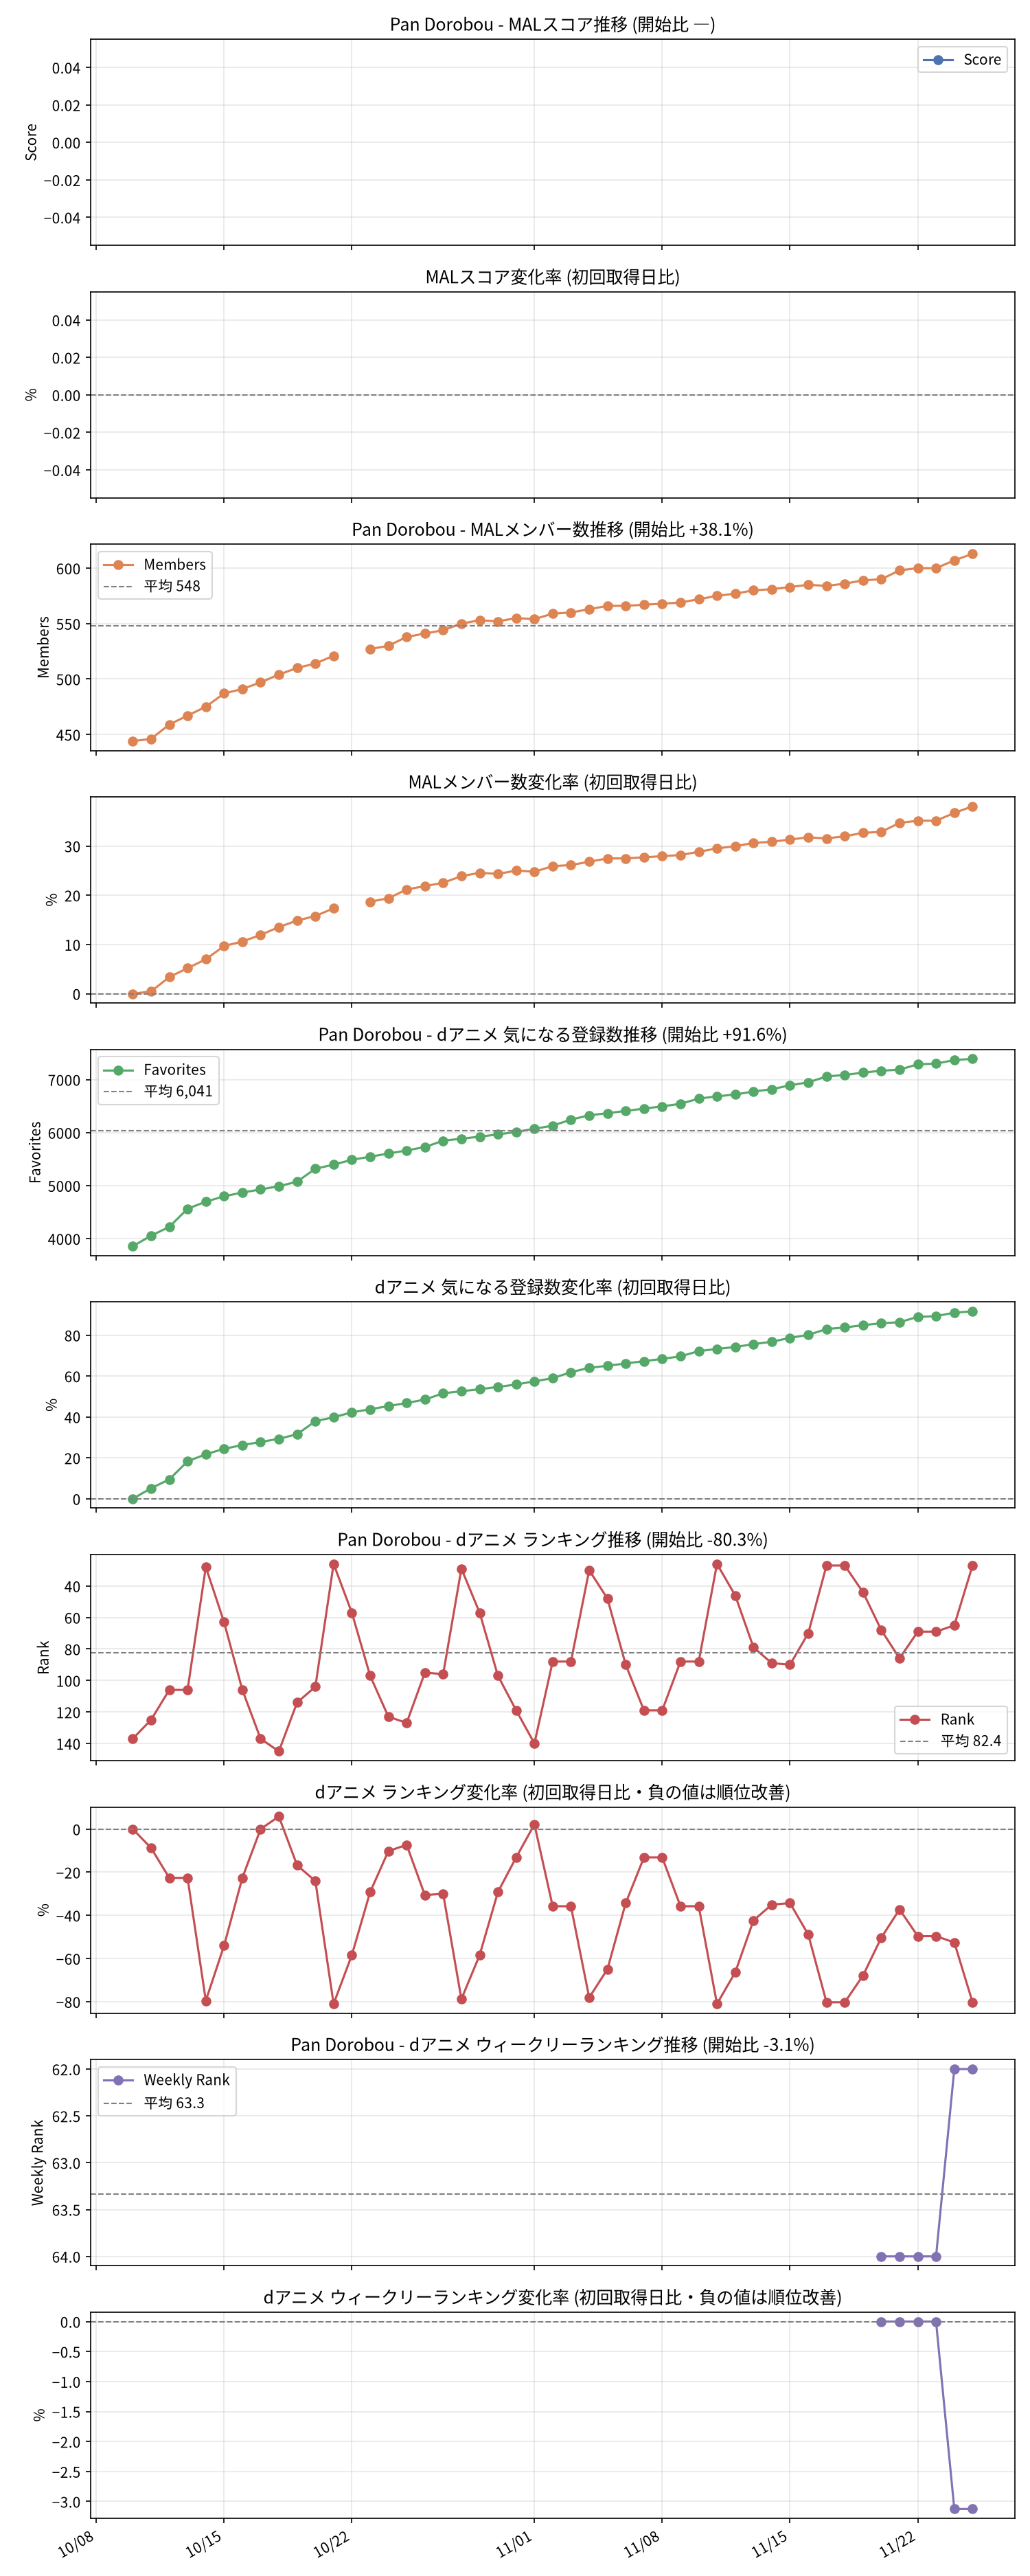 Pan Dorobou - MALスコア推移 (開始比 —)
Score
0.04
0.02
0.00
−0.02
−0.04
Score
MALスコア変化率 (初回取得日比)
0.04
0.02
0.00
−0.02
−0.04
%
Pan Dorobou - MALメンバー数推移 (開始比 +38.1%)
Members
平均 548
600
550
500
450
Members
MALメンバー数変化率 (初回取得日比)
30
20
10
0
%
Pan Dorobou - dアニメ 気になる登録数推移 (開始比 +91.6%)
Favorites
平均 6,041
7000
6000
5000
4000
Favorites
dアニメ 気になる登録数変化率 (初回取得日比)
80
60
40
20
0
%
Pan Dorobou - dアニメ ランキング推移 (開始比 -80.3%)
40
60
80
100
120
140
Rank
Rank
平均 82.4
dアニメ ランキング変化率 (初回取得日比・負の値は順位改善)
0
−20
−40
−60
−80
%
Pan Dorobou - dアニメ ウィークリーランキング推移 (開始比 -3.1%)
Weekly Rank
平均 63.3
62.0
62.5
63.0
63.5
64.0
Weekly Rank
dアニメ ウィークリーランキング変化率 (初回取得日比・負の値は順位改善)
0.0
−0.5
−1.0
−1.5
−2.0
−2.5
−3.0
%
10/08
10/15
10/22
11/01
11/08
11/15
11/22